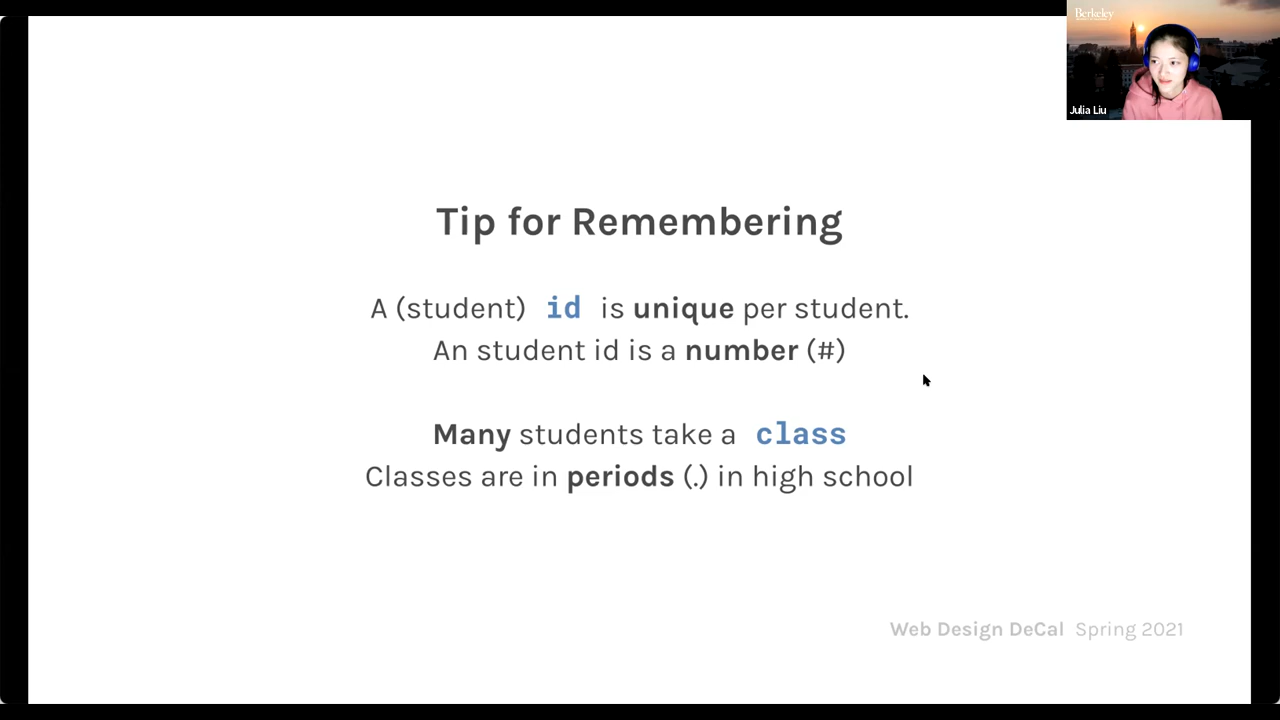 Berkeley
Julia Liu
Tip for Remembering
A (student) id is unique per student.
An student id is a number (#)
Many students take a class
Classes are in periods (.) in high school
Web Design DeCal Spring 2021